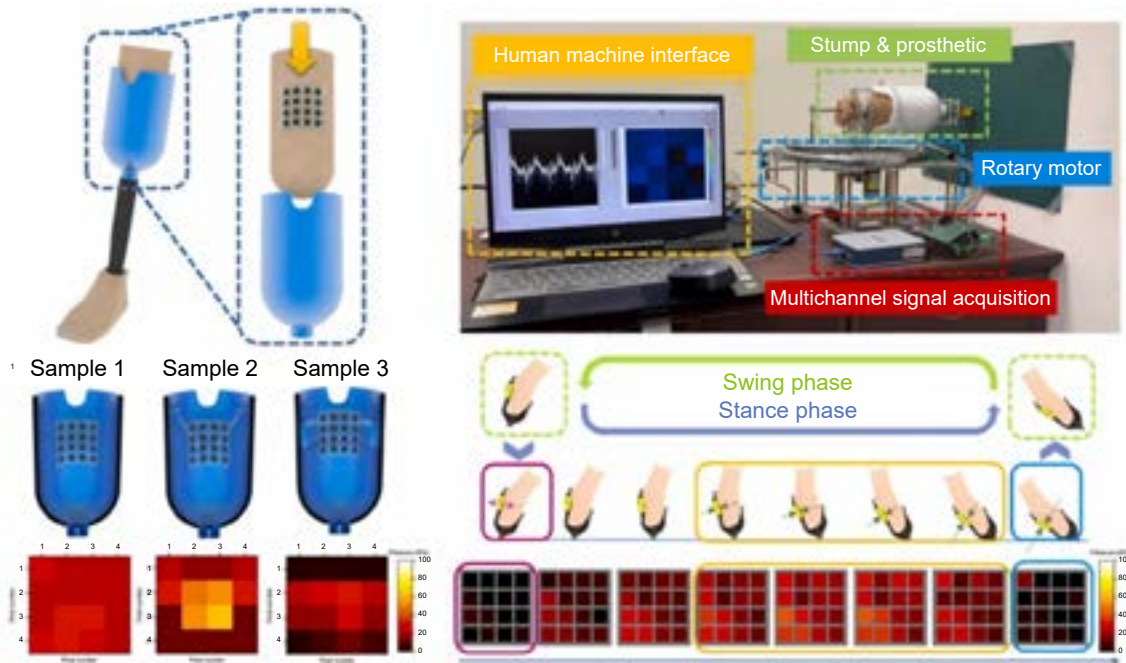 Human machine interface
Stump & prosthetic
Rotary motor
Multichannel signal acquisition
1
Sample 1
Sample 2
Sample 3
Swing phase
Stance phase
1 2 3 4
1 2 3 4
1 2 3 4
1
2
3
4
1
2
3
4
1
2
3
4
100
80
60
40
20
0
100
80
60
40
20
0